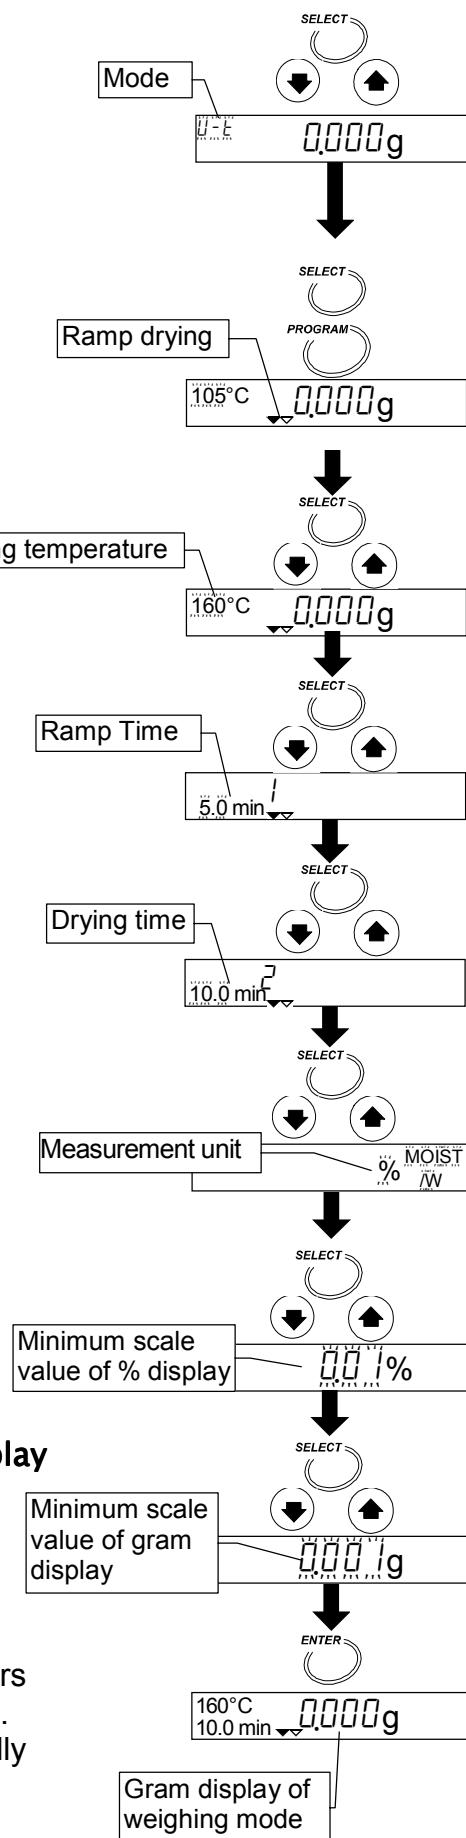 SELECT
Mode
U-t 0.000g
SELECT
PROGRAM
Ramp drying
105°C 0.000g
SELECT
temperature
160°C 0.000g
SELECT
Ramp Time
1
5.0 min
SELECT
Drying time
2
10.0 min
SELECT
Measurement unit
% MOIST
/W
SELECT
Minimum scale
value of % display
0.01%
SELECT
Minimum scale
value of gram
display
0.001g
ENTER
160°C
10.0 min 0.000g
Gram display of
weighing mode